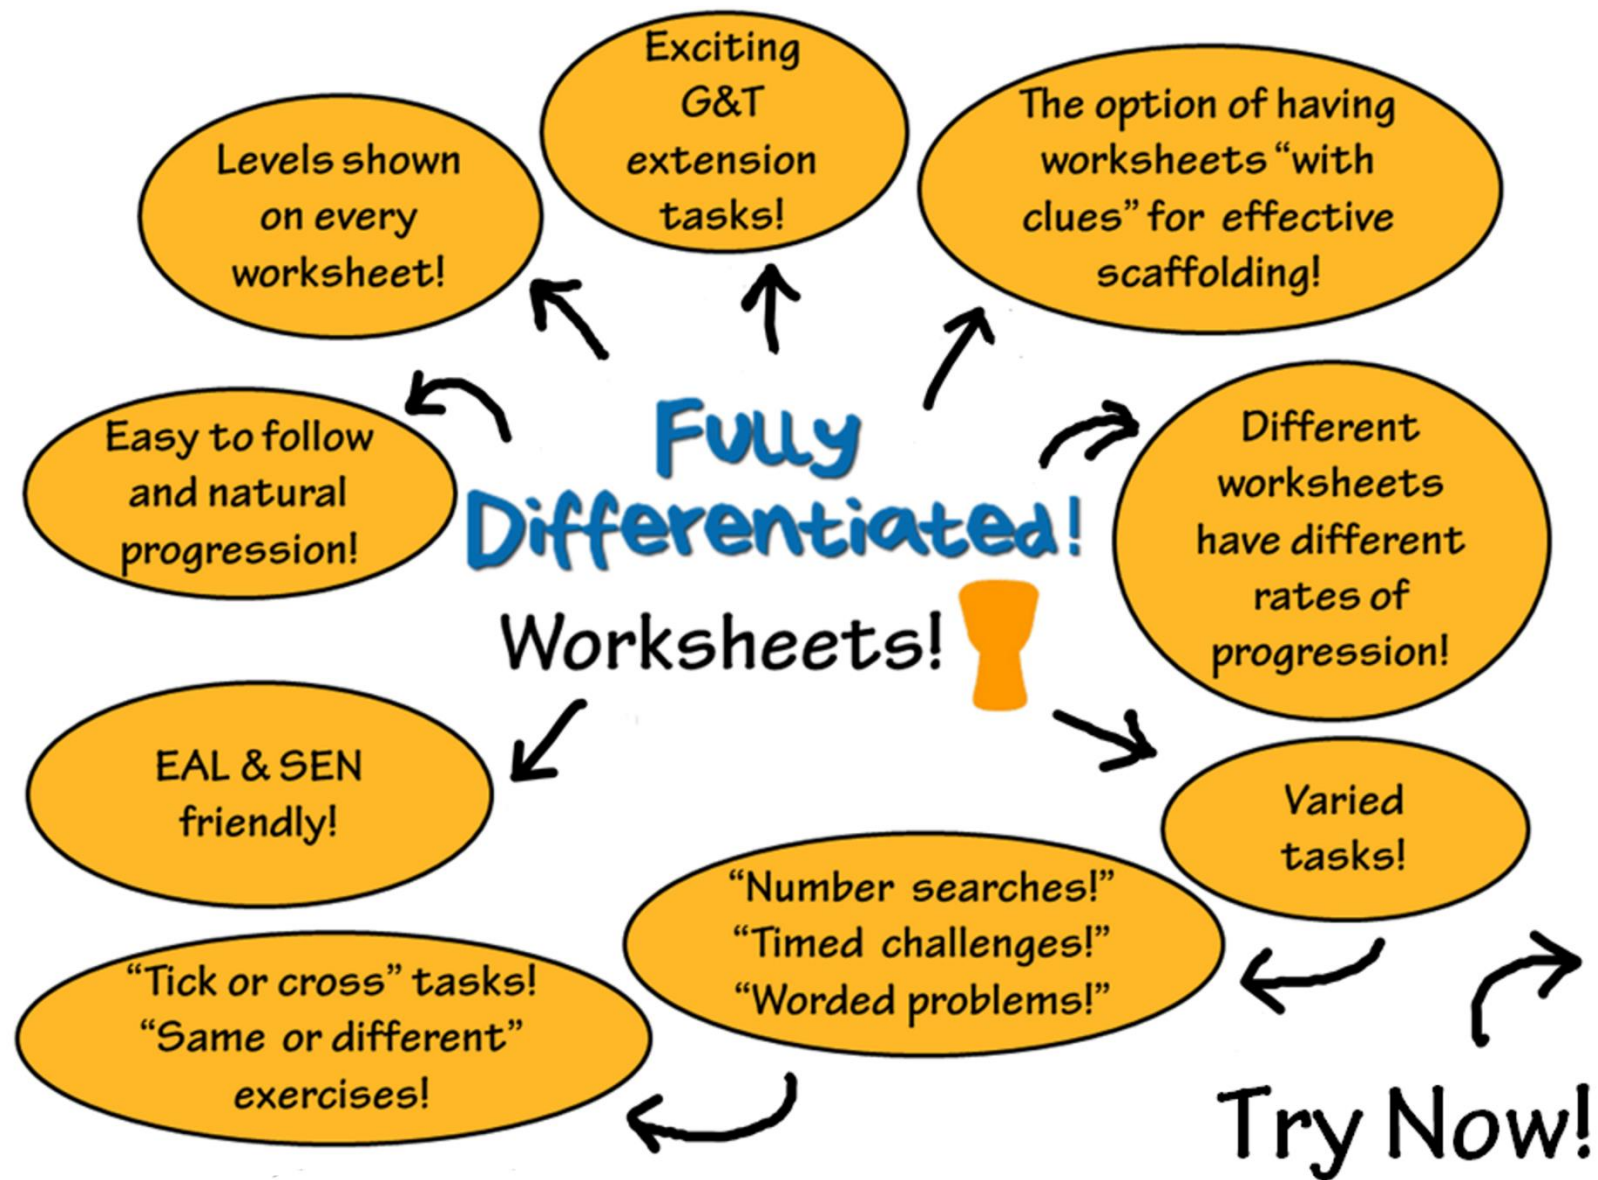 Exciting
G&T
extension
tasks!
The option of having
worksheets “with
clues” for effective
scaffolding!
Levels shown
on every
worksheet!
Easy to follow
and natural
progression!
Fully
Differentiated!
Worksheets!
Different
worksheets
have different
rates of
progression!
EAL & SEN
friendly!
Varied
tasks!
“Number searches!”
“Timed challenges!”
“Worded problems!”
“Tick or cross” tasks!
“Same or different”
exercises!
Try Now!